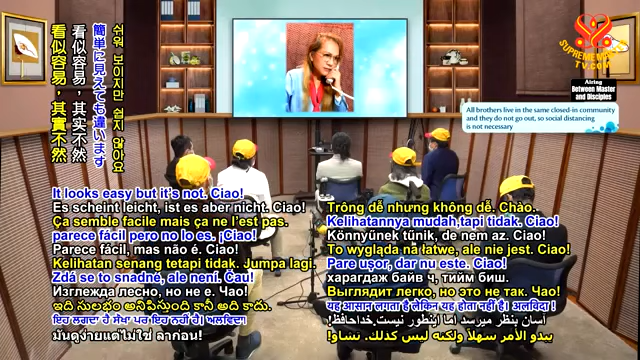 SUPREME MASTER
TV.COM
Airing
Between Master
and Disciples
All brothers live in the same closed-in community
and they do not go out, so social distancing
is not necessary
看似容易，其實不然
看似容易，其实不然
簡単に見えても違います
쉬워 보이지만 쉽지 않아요
It looks easy but it's not. Ciao!
Es scheint leicht, ist es aber nicht. Ciao!
Ça semble facile mais ça ne l'est pas.
parece fácil pero no lo es. ¡Ciao!
Parece fácil, mas não é. Ciao!
Kelihatan senang tetapi tidak. Jumpa lagi.
Zdá se to snadné, ale není. Čau!
Изглежда лесно, но не е. Чао!
ఇది సులభం అనిపిస్తుంది కానీ అది కాదు.
ਇਹ ਲਗਦਾ ਹੈ ਸੌਖਾ ਪਰ ਇਹ ਨਹੀਂ ਹੈ। ਅਲਵਿਦਾ!
มันดูง่ายแต่ไม่ใช่ ลาก่อน!
Trông dễ nhưng không dễ. Chào.
Kelihatannya mudah,tapi tidak. Ciao!
Könnyűnek tűnik, de nem az. Ciao!
To wygląda na łatwe, ale nie jest. Ciao!
Pare uşor, dar nu este. Ciao!
харагдаж байв ч, тийм биш.
Выглядит легко, но это не так. Чао!
यह आसान लगता है लेकिन यह होता नहीं है। अलविदा !
آسان بنظر میرسد اما اینطور نیست.خداحافظ!
يبدو الأمر سهلاً ولكنه ليس كذلك. تشاو!